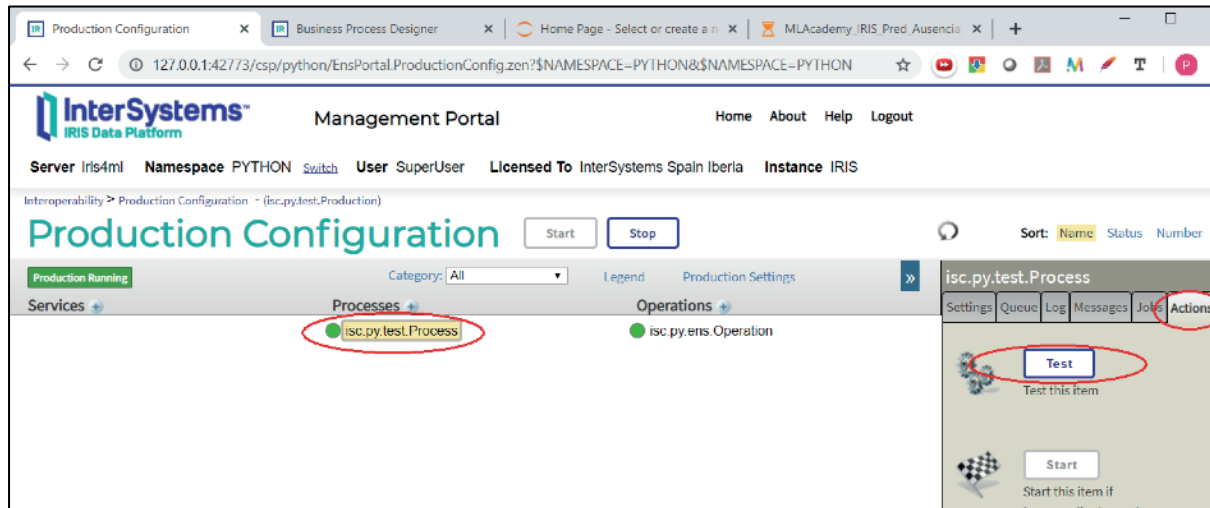 Production Configuration
Business Process Designer
Home Page - Select or create a n
MLAcademy_IRIS_Pred_Ausencia
127.0.0.1:42773/csp/python/EnsPortal.ProductionConfig.zen?$NAMESPACE=PYTHON&$NAMESPACE=PYTHON
InterSystems™
IRIS Data Platform
Management Portal
Home About Help Logout
Server Iris4ml Namespace PYTHON Switch User SuperUser Licensed To InterSystems Spain Iberia Instance IRIS
Interoperability > Production Configuration - (isc.py.test.Production)
Production Configuration
Start
Stop
Sort: Name Status Number
Production Running
Category: All
Legend
Production Settings
»
isc.py.test.Process
Services
Processes
Operations
Settings Queue Log Messages Jobs Actions
isc.py.test.Process
isc.py.ens.Operation
Test
Test this item
Start
Start this item if